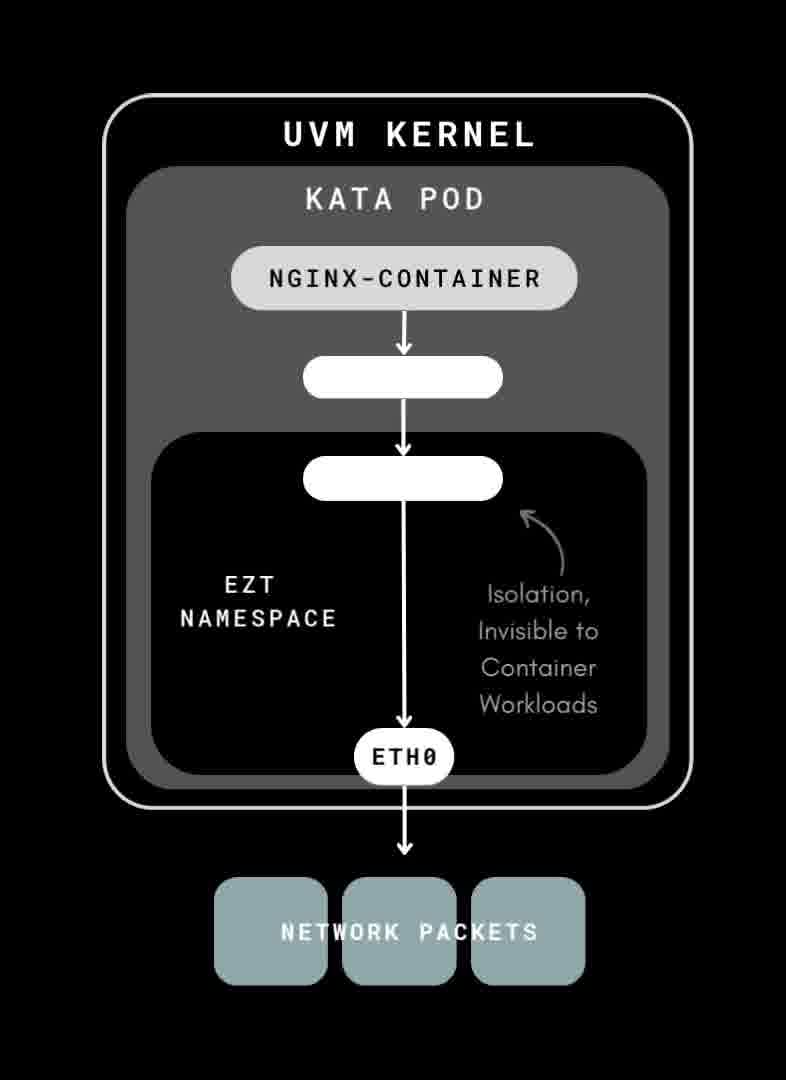 UVM KERNEL
KATA POD
NGINX-CONTAINER
EZT
NAMESPACE
Isolation,
Invisible to
Container
Workloads
ETH0
NETWORK PACKETS